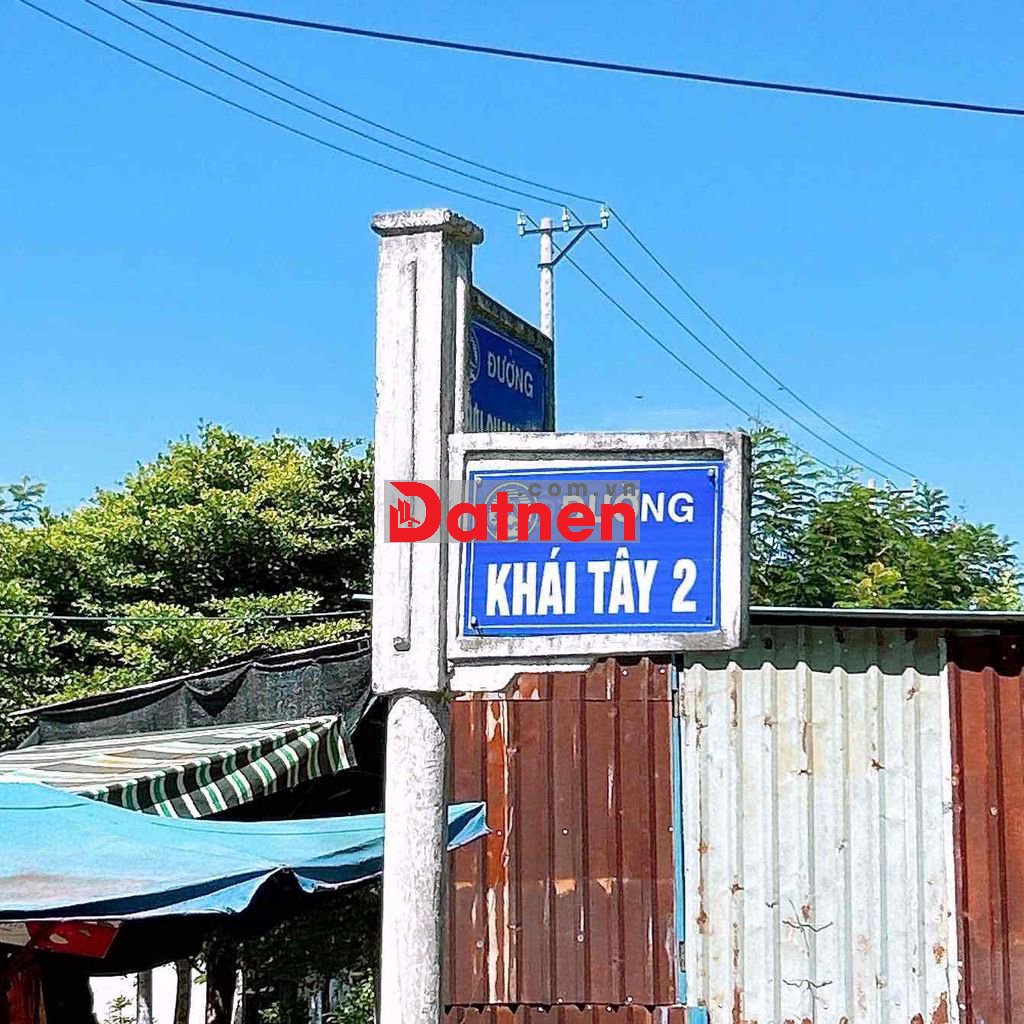 ĐƯỜNG
ĐƯỜNG
KHÁI TÂY 2
Datnen
.com.vn